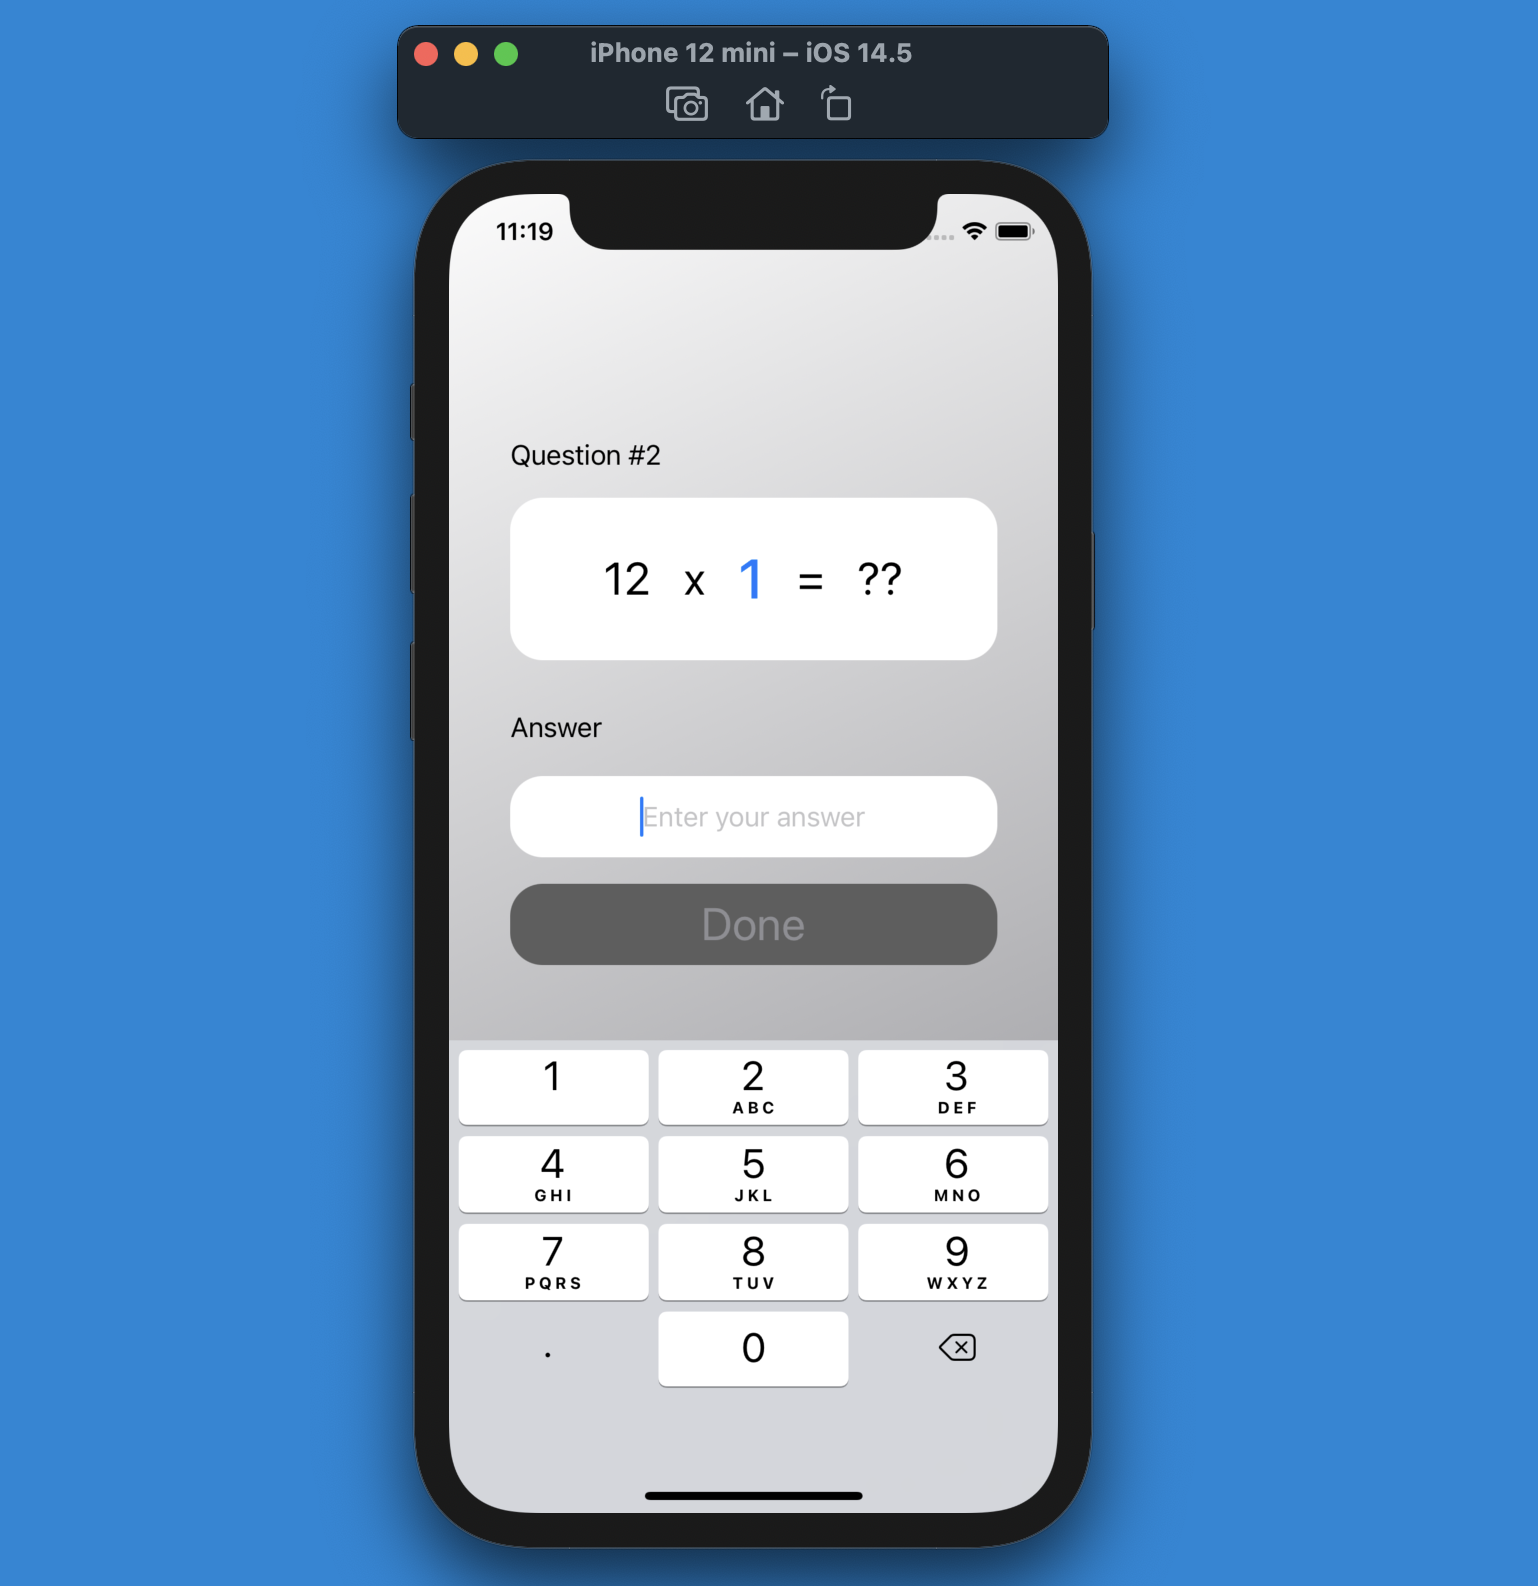 iPhone 12 mini – iOS 14.5
11:19
Question #2
12 x 1 = ??
Answer
Enter your answer
Done
1 2 3
ABC DEF
4 5 6
GHI JKL MNO
7 8 9
PQRS TUV WXYZ
. 0